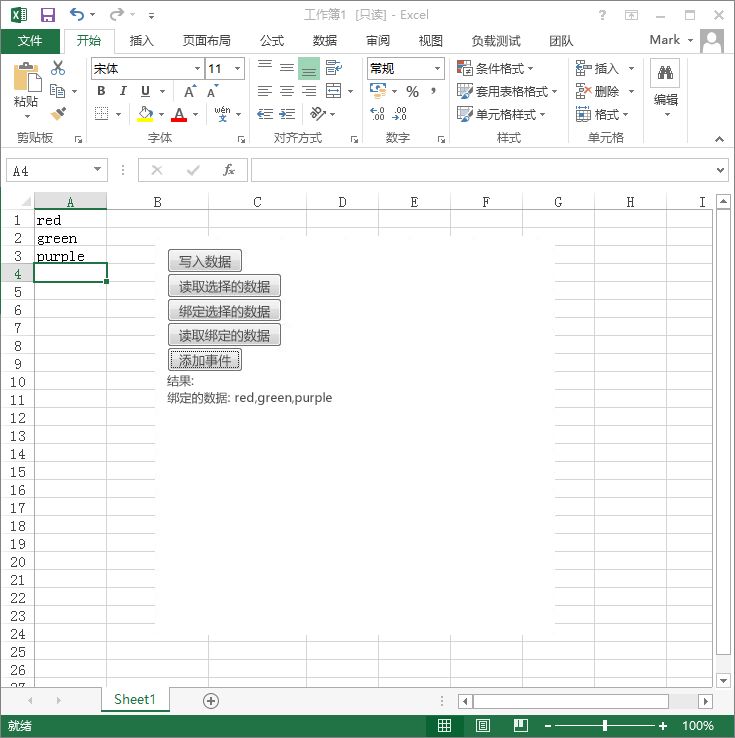 工作簿1 [只读] - Excel
文件 开始 插入 页面布局 公式 数据 审阅 视图 负载测试 团队 Mark
宋体 11 常规 条件格式 插入
粘贴 B I U % 套用表格格式 删除 编辑
A A 单元格样式 格式
wén
文
A
.00
.0
剪贴板 字体 对齐方式 数字 样式 单元格
A4 fx
A B C D E F G H I
1 red
2 green
3 purple
4
5
6
7
8
9
10
11
12
13
14
15
16
17
18
19
20
21
22
23
24
25
26
27
写入数据
读取选择的数据
绑定选择的数据
读取绑定的数据
添加事件
结果:
绑定的数据: red,green,purple
Sheet1
就绪 100%